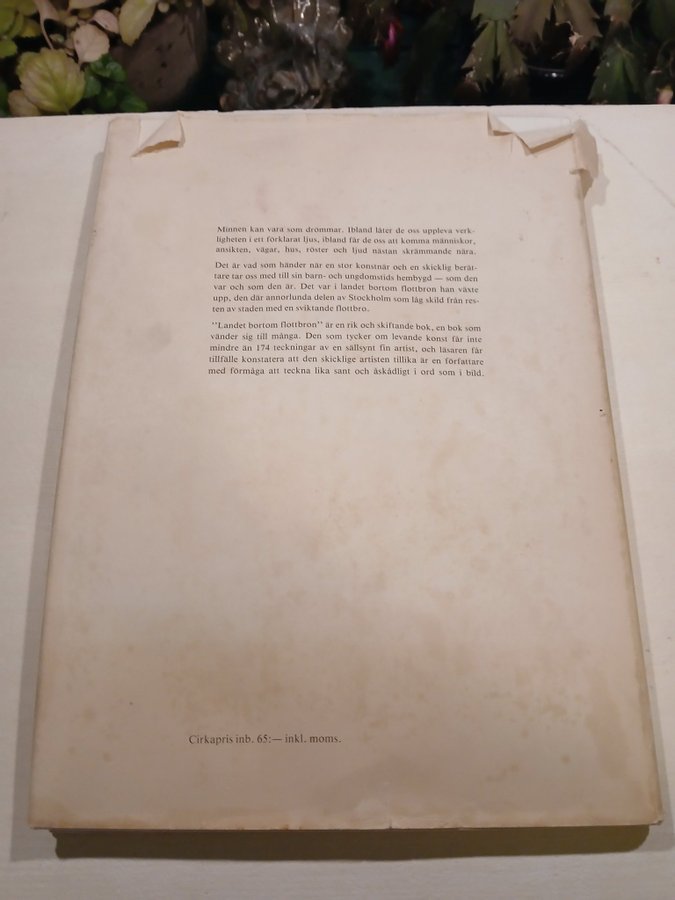 Minnen kan vara som drömmar. Ibland låter de oss uppleva verk-
ligheten i ett förklarat ljus, ibland får de oss att komma människor,
ansikten, vägar, hus, röster och ljud nästan skrämmande nära.
Det är vad som händer när en stor konstnär och en skicklig berät-
tare tar oss med till sin barn- och ungdomstids hembygd — som den
var och som den är. Det var i landet bortom flottbron han växte
upp, den där annorlunda delen av Stockholm som låg skild från res-
ten av staden med en sviktande flottbro.
"Landet bortom flottbron" är en rik och skiftande bok, en bok som
vänder sig till många. Den som tycker om levande konst får inte
mindre än 174 teckningar av en sällsynt fin artist, och läsaren får
tillfälle konstatera att den skicklige artisten tillika är en författare
med förmåga att teckna lika sant och åskådligt i ord som i bild.
Cirkapris inb. 65:— inkl. moms.